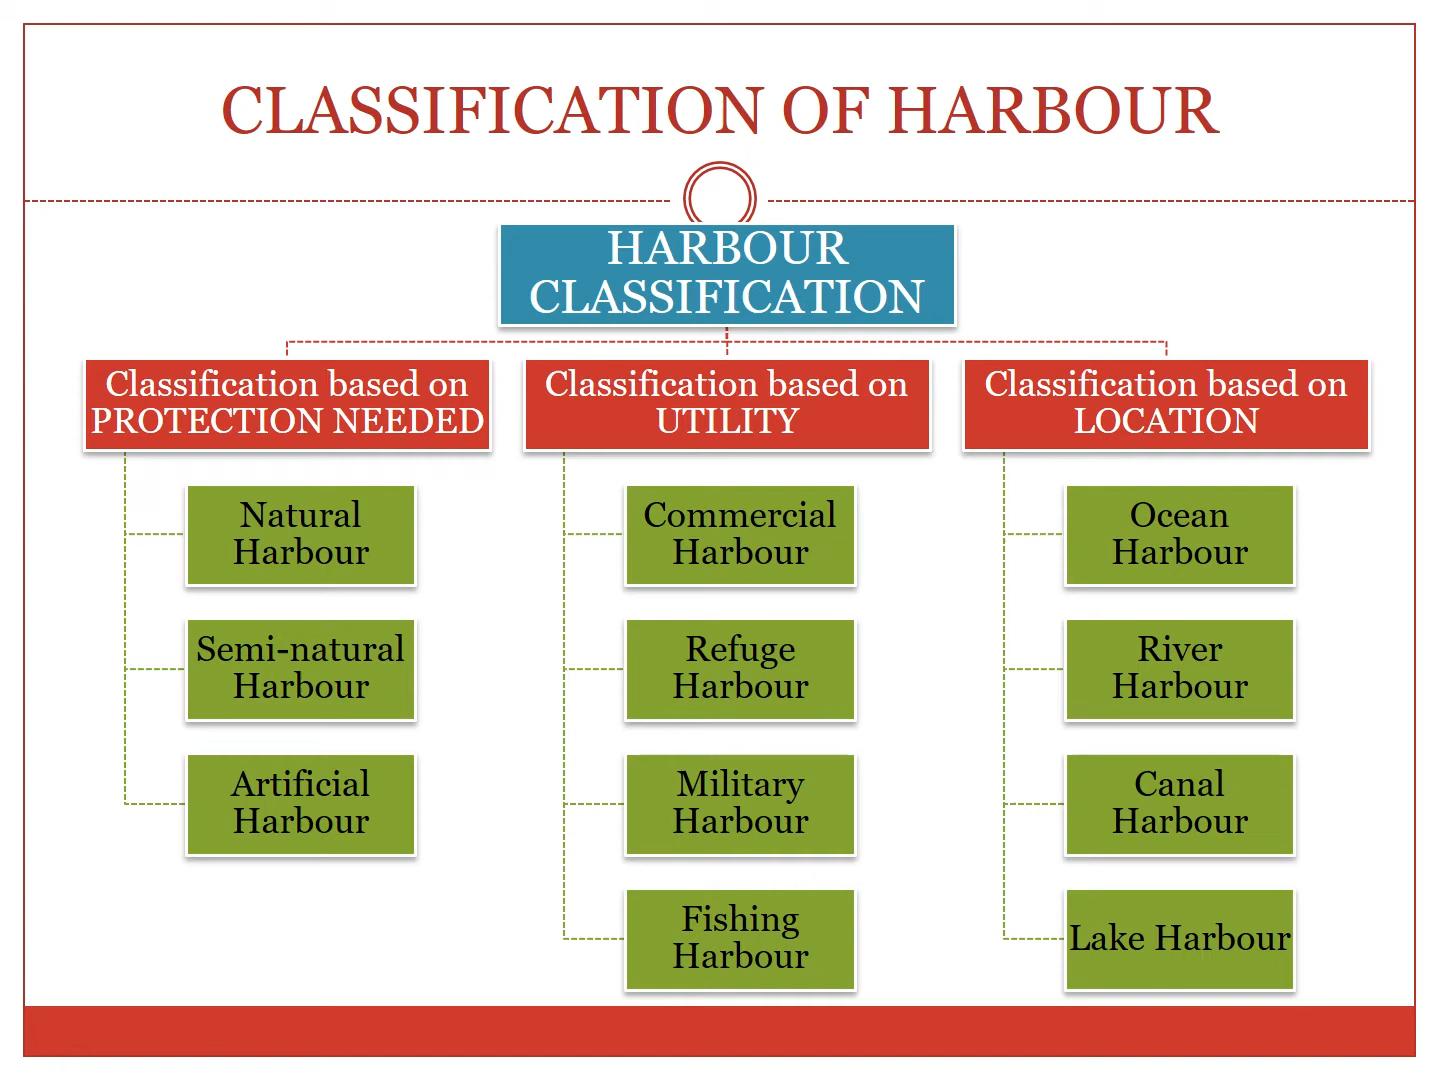 CLASSIFICATION OF HARBOUR
HARBOUR
CLASSIFICATION
Classification based on
PROTECTION NEEDED
Natural
Harbour
Semi-natural
Harbour
Artificial
Harbour
Classification based on
UTILITY
Commercial
Harbour
Refuge
Harbour
Military
Harbour
Fishing
Harbour
Classification based on
LOCATION
Ocean
Harbour
River
Harbour
Canal
Harbour
Lake Harbour